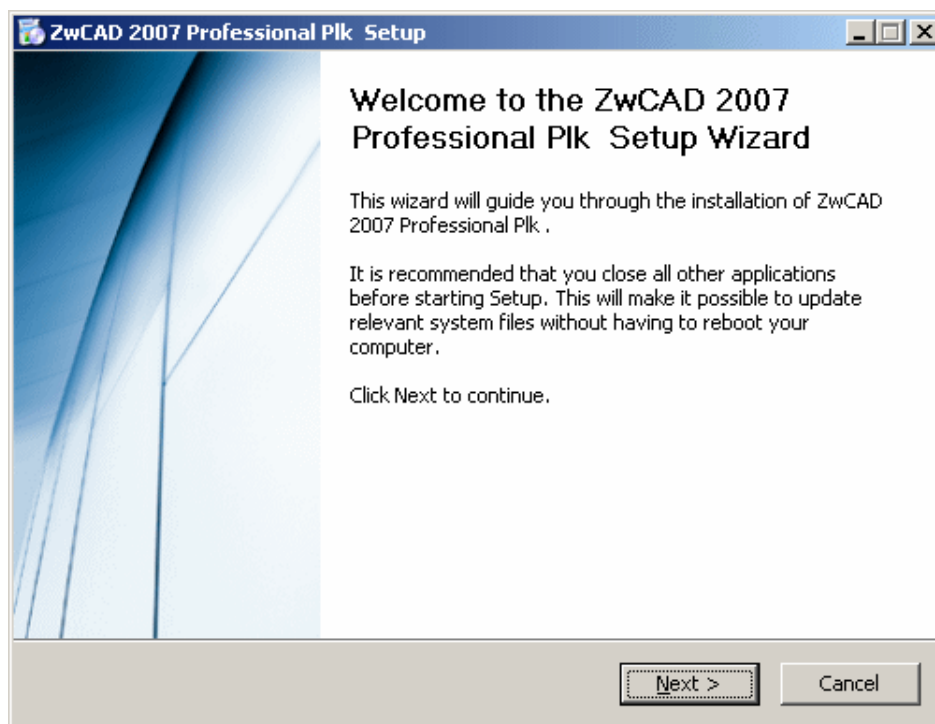 ZwCAD 2007 Professional Plk  Setup
Welcome to the ZwCAD 2007
Professional Plk  Setup Wizard
This wizard will guide you through the installation of ZwCAD
2007 Professional Plk .
It is recommended that you close all other applications
before starting Setup. This will make it possible to update
relevant system files without having to reboot your
computer.
Click Next to continue.
Next >
Cancel